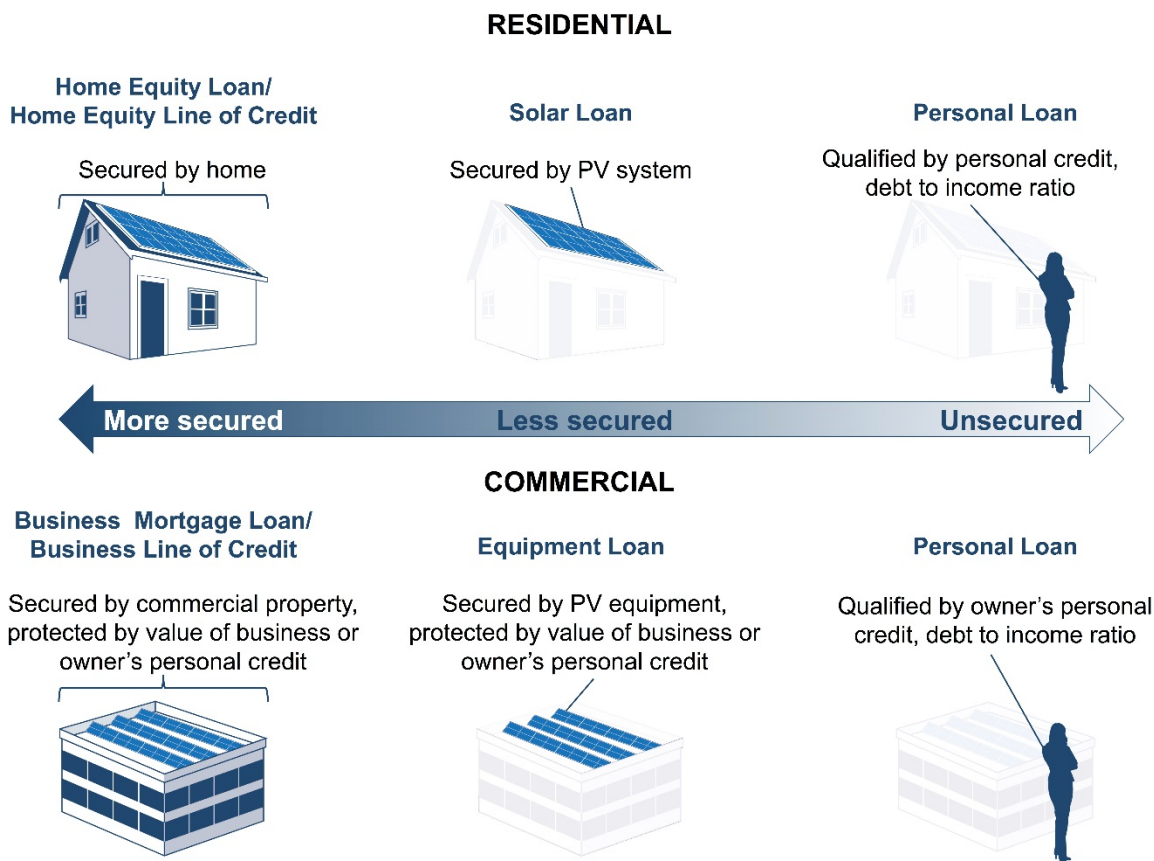 RESIDENTIAL
Home Equity Loan/
Home Equity Line of Credit
Secured by home
Solar Loan
Secured by PV system
Personal Loan
Qualified by personal credit,
debt to income ratio
More secured
Less secured
Unsecured
COMMERCIAL
Business Mortgage Loan/
Business Line of Credit
Secured by commercial property,
protected by value of business or
owner's personal credit
Equipment Loan
Secured by PV equipment,
protected by value of business or
owner's personal credit
Personal Loan
Qualified by owner's personal
credit, debt to income ratio